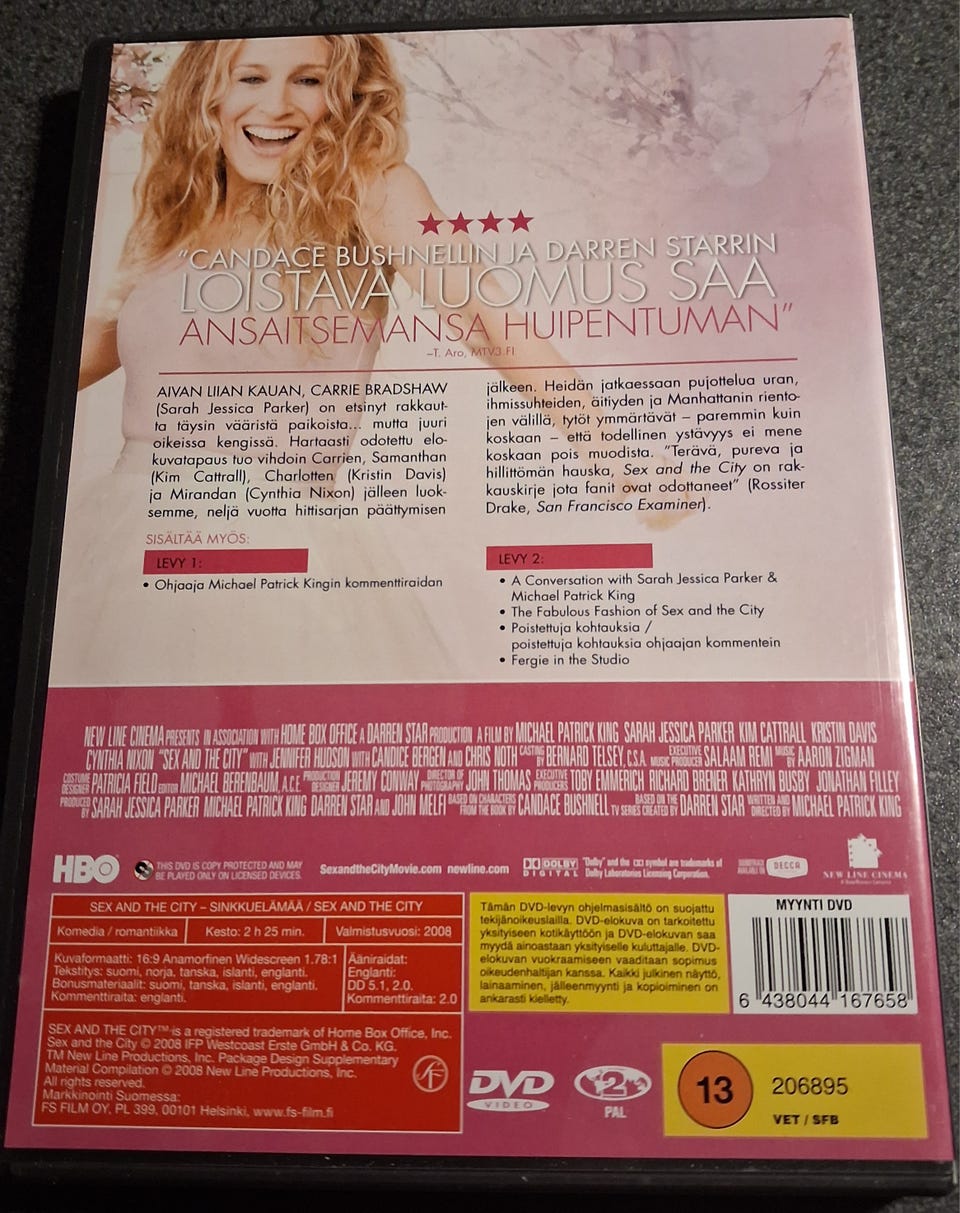 ★★★★
"CANDACE BUSHNELLIN JA DARREN STARRIN
LOISTAVA LUOMUS SAA
ANSAITSEMANSA HUIPENTUMAN"
–T. Aro, MTV3.FI
AIVAN LIIAN KAUAN, CARRIE BRADSHAW
(Sarah Jessica Parker) on etsinyt rakkaut-
ta täysin vääristä paikoista... mutta juuri
oikeissa kengissä. Hartaasti odotettu elo-
kuvatapaus tuo vihdoin Carrien, Samanthan
(Kim Cattrall), Charlotten (Kristin Davis)
ja Mirandan (Cynthia Nixon) jälleen luok-
semme, neljä vuotta hittisarjan päättymisen
jälkeen. Heidän jatkaessaan pujottelua uran,
ihmissuhteiden, äitiyden ja Manhattanin riento-
jen välillä, tytöt ymmärtävät – paremmin kuin
koskaan – että todellinen ystävyys ei mene
koskaan pois muodista. "Terävä, pureva ja
hillittömän hauska, Sex and the City on rak-
kauskirje jota fanit ovat odottaneet" (Rossiter
Drake, San Francisco Examiner).
SISÄLTÄÄ MYÖS:
LEVY 1:
• Ohjaaja Michael Patrick Kingin kommenttiraidan
LEVY 2:
• A Conversation with Sarah Jessica Parker &
Michael Patrick King
• The Fabulous Fashion of Sex and the City
• Poistettuja kohtauksia /
poistettuja kohtauksia ohjaajan kommentein
• Fergie in the Studio
NEW LINE CINEMA PRESENTS IN ASSOCIATION WITH HOME BOX OFFICE A DARREN STAR PRODUCTION A FILM BY MICHAEL PATRICK KING SARAH JESSICA PARKER KIM CATTRALL KRISTIN DAVIS
CYNTHIA NIXON "SEX AND THE CITY" WITH JENNIFER HUDSON WITH CANDICE BERGEN AND CHRIS NOTH CASTING BY BERNARD TELSEY, C.S.A. EXECUTIVE MUSIC PRODUCER SALAAM REMI MUSIC BY AARON ZIGMAN
COSTUME DESIGNER PATRICIA FIELD EDITOR MICHAEL BERENBAUM, A.C.E. PRODUCTION DESIGNER JEREMY CONWAY DIRECTOR OF PHOTOGRAPHY JOHN THOMAS EXECUTIVE PRODUCERS TOBY EMMERICH RICHARD BRENER KATHRYN BUSBY JONATHAN FILLEY
PRODUCED BY SARAH JESSICA PARKER MICHAEL PATRICK KING DARREN STAR AND JOHN MELFI BASED ON CHARACTERS FROM THE BOOK BY CANDACE BUSHNELL BASED ON THE TV SERIES CREATED BY DARREN STAR WRITTEN AND DIRECTED BY MICHAEL PATRICK KING
HBO
THIS DVD IS COPY PROTECTED AND MAY
BE PLAYED ONLY ON LICENSED DEVICES.
SexandtheCityMovie.com newline.com
DOLBY
DIGITAL
"Dolby" and the symbol are trademarks of
Dolby Laboratories Licensing Corporation.
SOUNDTRACK
AVAILABLE ON
DECCA
NEW LINE CINEMA
SEX AND THE CITY – SINKKUELÄMÄÄ / SEX AND THE CITY
Komedia / romantiikka
Kesto: 2 h 25 min.
Valmistusvuosi: 2008
Kuvaformaatti: 16:9 Anamorfinen Widescreen 1.78:1
Tekstitys: suomi, norja, tanska, islanti, englanti.
Bonusmateriaalit: suomi, tanska, islanti, englanti.
Kommenttiraita: englanti.
Ääniraidat:
Englanti:
DD 5.1, 2.0.
Kommenttiraita: 2.0
SEX AND THE CITY™ is a registered trademark of Home Box Office, Inc.
Sex and the City © 2008 IFP Westcoast Erste GmbH & Co. KG.
TM New Line Productions, Inc. Package Design Supplementary
Material Compilation © 2008 New Line Productions, Inc.
All rights reserved.
Markkinointi Suomessa:
FS FILM OY, PL 399, 00101 Helsinki, www.fs-film.fi
SF
Tämän DVD-levyn ohjelmasisältö on suojattu
tekijänoikeuslailla. DVD-elokuva on tarkoitettu
yksityiseen kotikäyttöön ja DVD-elokuvan saa
myydä ainoastaan yksityiselle kuluttajalle. DVD-
elokuvan vuokraamiseen vaaditaan sopimus
oikeudenhaltijan kanssa. Kaikki julkinen näyttö,
lainaaminen, jälleenmyynti ja kopioiminen on
ankarasti kielletty.
MYYNTI DVD
6 438044 167658
DVD
VIDEO
2
PAL
13
206895
VET / SFB